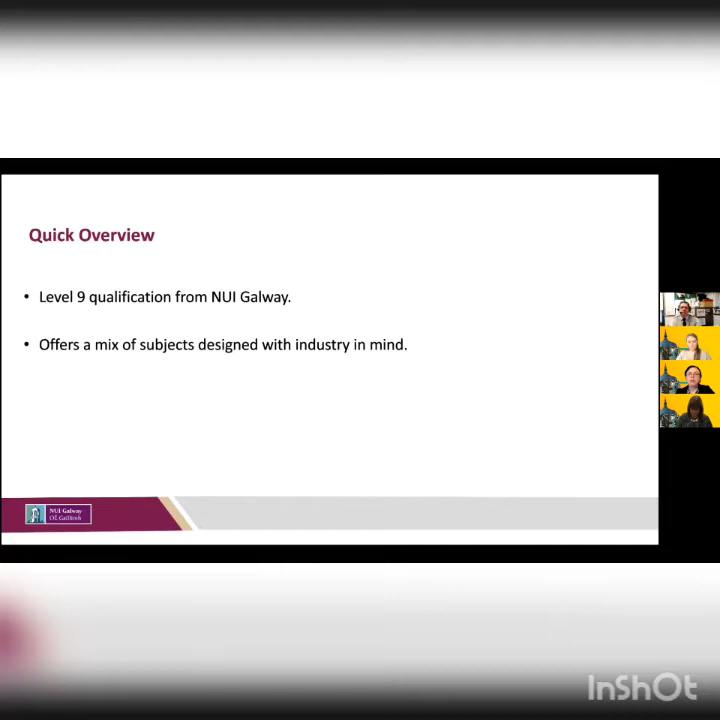 Quick Overview
• Level 9 qualification from NUI Galway.
• Offers a mix of subjects designed with industry in mind.
NUI Galway
OÉ Gaillimh
InShOt